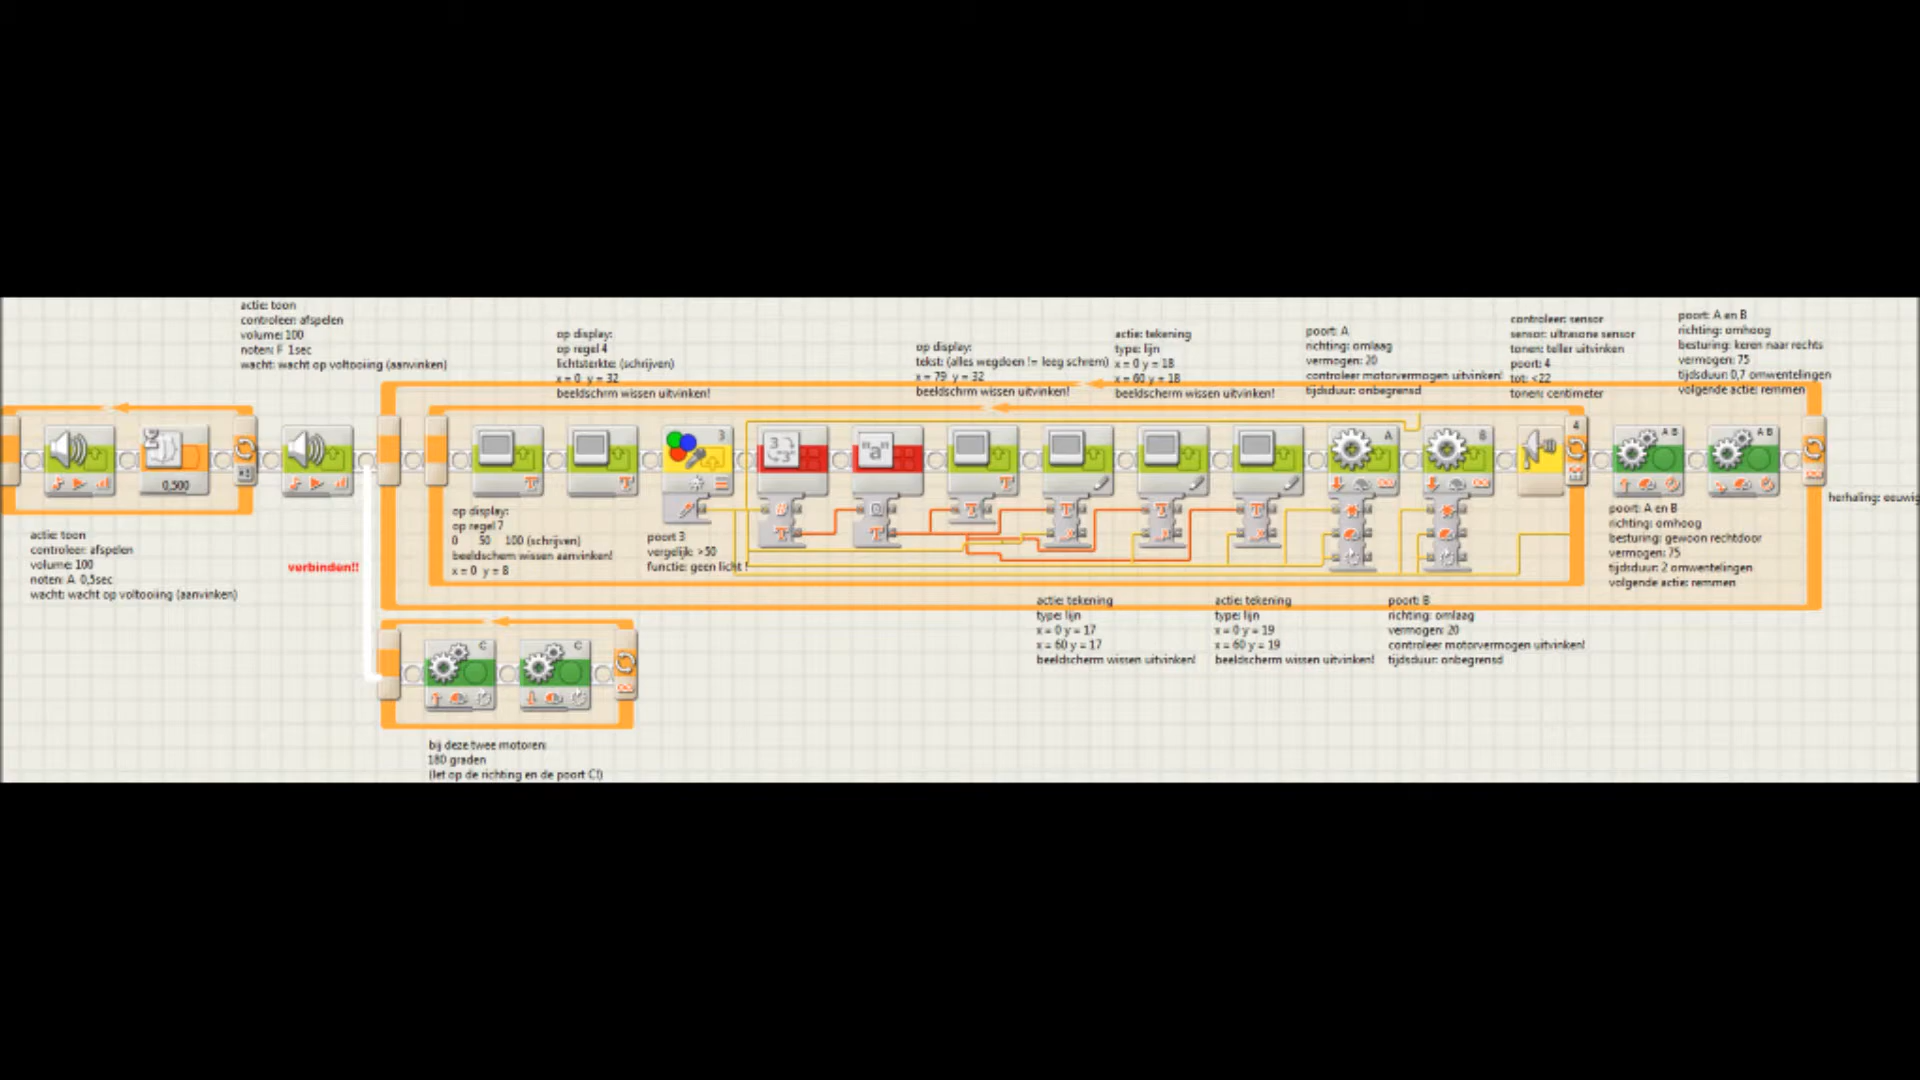 actie: toon
controleer: afspelen
volume: 100
noten: F 1sec
wacht: wacht op voltooiing (aanvinken)
op display:
op regel 4
lichtsterkte: (schrijven)
x = 0 y = 32
beeldschrm wissen uitvinken!
op display:
tekst: (alles wegdoen != leeg schrem)
x = 79 y = 32
beeldschrm wissen uitvinken!
actie: tekening
type: lijn
x = 0 y = 18
x = 60 y = 18
beeldscherm wissen uitvinken!
poort: A
richting: omlaag
vermogen: 20
controleer motorvermogen uitvinken!
tijdsduur: onbegrensd
controleer: sensor
sensor: ultrasone sensor
tonen: teller uitvinken
poort: 4
tot: <22
tonen: centimeter
poort: A en B
richting: omhoog
besturing: keren naar rechts
vermogen: 75
tijdsduur: 0,7 omwentelingen
volgende actie: remmen
3
A
B
4
A B
A B
3
3
"a"
0,500
herhaling: eeuwig
actie: toon
controleer: afspelen
volume: 100
noten: A 0,5sec
wacht: wacht op voltooiing (aanvinken)
verbinden!!
op display:
op regel 7
0 50 100 (schrijven)
beeldscherm wissen aanvinken!
x = 0 y = 8
poort 3
vergelijk: >50
functie: geen licht !
poort: A en B
richting: omhoog
besturing: gewoon rechtdoor
vermogen: 75
tijdsduur: 2 omwentelingen
volgende actie: remmen
actie: tekening
type: lijn
x = 0 y = 17
x = 60 y = 17
beeldscherm wissen uitvinken!
actie: tekening
type: lijn
x = 0 y = 19
x = 60 y = 19
beeldscherm wissen uitvinken!
poort: B
richting: omlaag
vermogen: 20
controleer motorvermogen uitvinken!
tijdsduur: onbegrensd
C
C
bij deze twee motoren:
180 graden
(let op de richting en de poort C!)